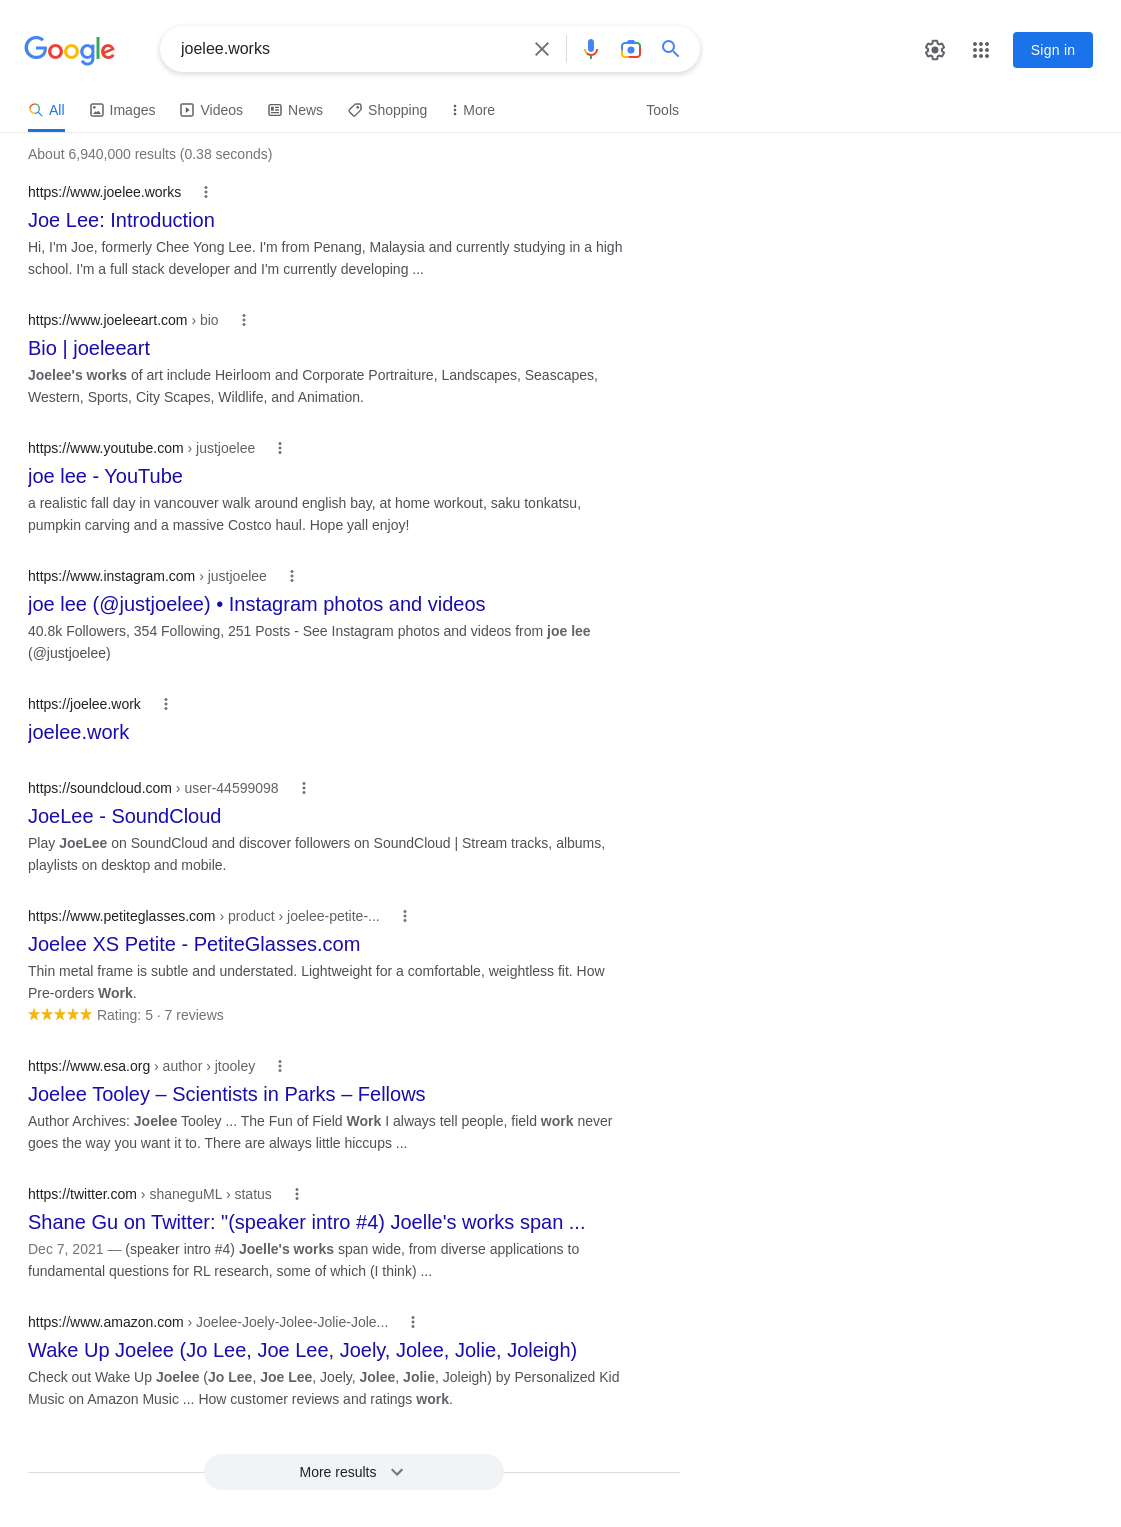 Google
joelee.works
Sign in
All Images Videos News Shopping More Tools
About 6,940,000 results (0.38 seconds)
https://www.joelee.works
Joe Lee: Introduction
Hi, I'm Joe, formerly Chee Yong Lee. I'm from Penang, Malaysia and currently studying in a high
school. I'm a full stack developer and I'm currently developing ...
https://www.joeleeart.com › bio
Bio | joeleeart
Joelee's works of art include Heirloom and Corporate Portraiture, Landscapes, Seascapes,
Western, Sports, City Scapes, Wildlife, and Animation.
https://www.youtube.com › justjoelee
joe lee - YouTube
a realistic fall day in vancouver walk around english bay, at home workout, saku tonkatsu,
pumpkin carving and a massive Costco haul. Hope yall enjoy!
https://www.instagram.com › justjoelee
joe lee (@justjoelee) • Instagram photos and videos
40.8k Followers, 354 Following, 251 Posts - See Instagram photos and videos from joe lee
(@justjoelee)
https://joelee.work
joelee.work
https://soundcloud.com › user-44599098
JoeLee - SoundCloud
Play JoeLee on SoundCloud and discover followers on SoundCloud | Stream tracks, albums,
playlists on desktop and mobile.
https://www.petiteglasses.com › product › joelee-petite-...
Joelee XS Petite - PetiteGlasses.com
Thin metal frame is subtle and understated. Lightweight for a comfortable, weightless fit. How
Pre-orders Work.
Rating: 5 · 7 reviews
https://www.esa.org › author › jtooley
Joelee Tooley – Scientists in Parks – Fellows
Author Archives: Joelee Tooley ... The Fun of Field Work I always tell people, field work never
goes the way you want it to. There are always little hiccups ...
https://twitter.com › shaneguML › status
Shane Gu on Twitter: "(speaker intro #4) Joelle's works span ...
Dec 7, 2021 — (speaker intro #4) Joelle's works span wide, from diverse applications to
fundamental questions for RL research, some of which (I think) ...
https://www.amazon.com › Joelee-Joely-Jolee-Jolie-Jole...
Wake Up Joelee (Jo Lee, Joe Lee, Joely, Jolee, Jolie, Joleigh)
Check out Wake Up Joelee (Jo Lee, Joe Lee, Joely, Jolee, Jolie, Joleigh) by Personalized Kid
Music on Amazon Music ... How customer reviews and ratings work.
More results